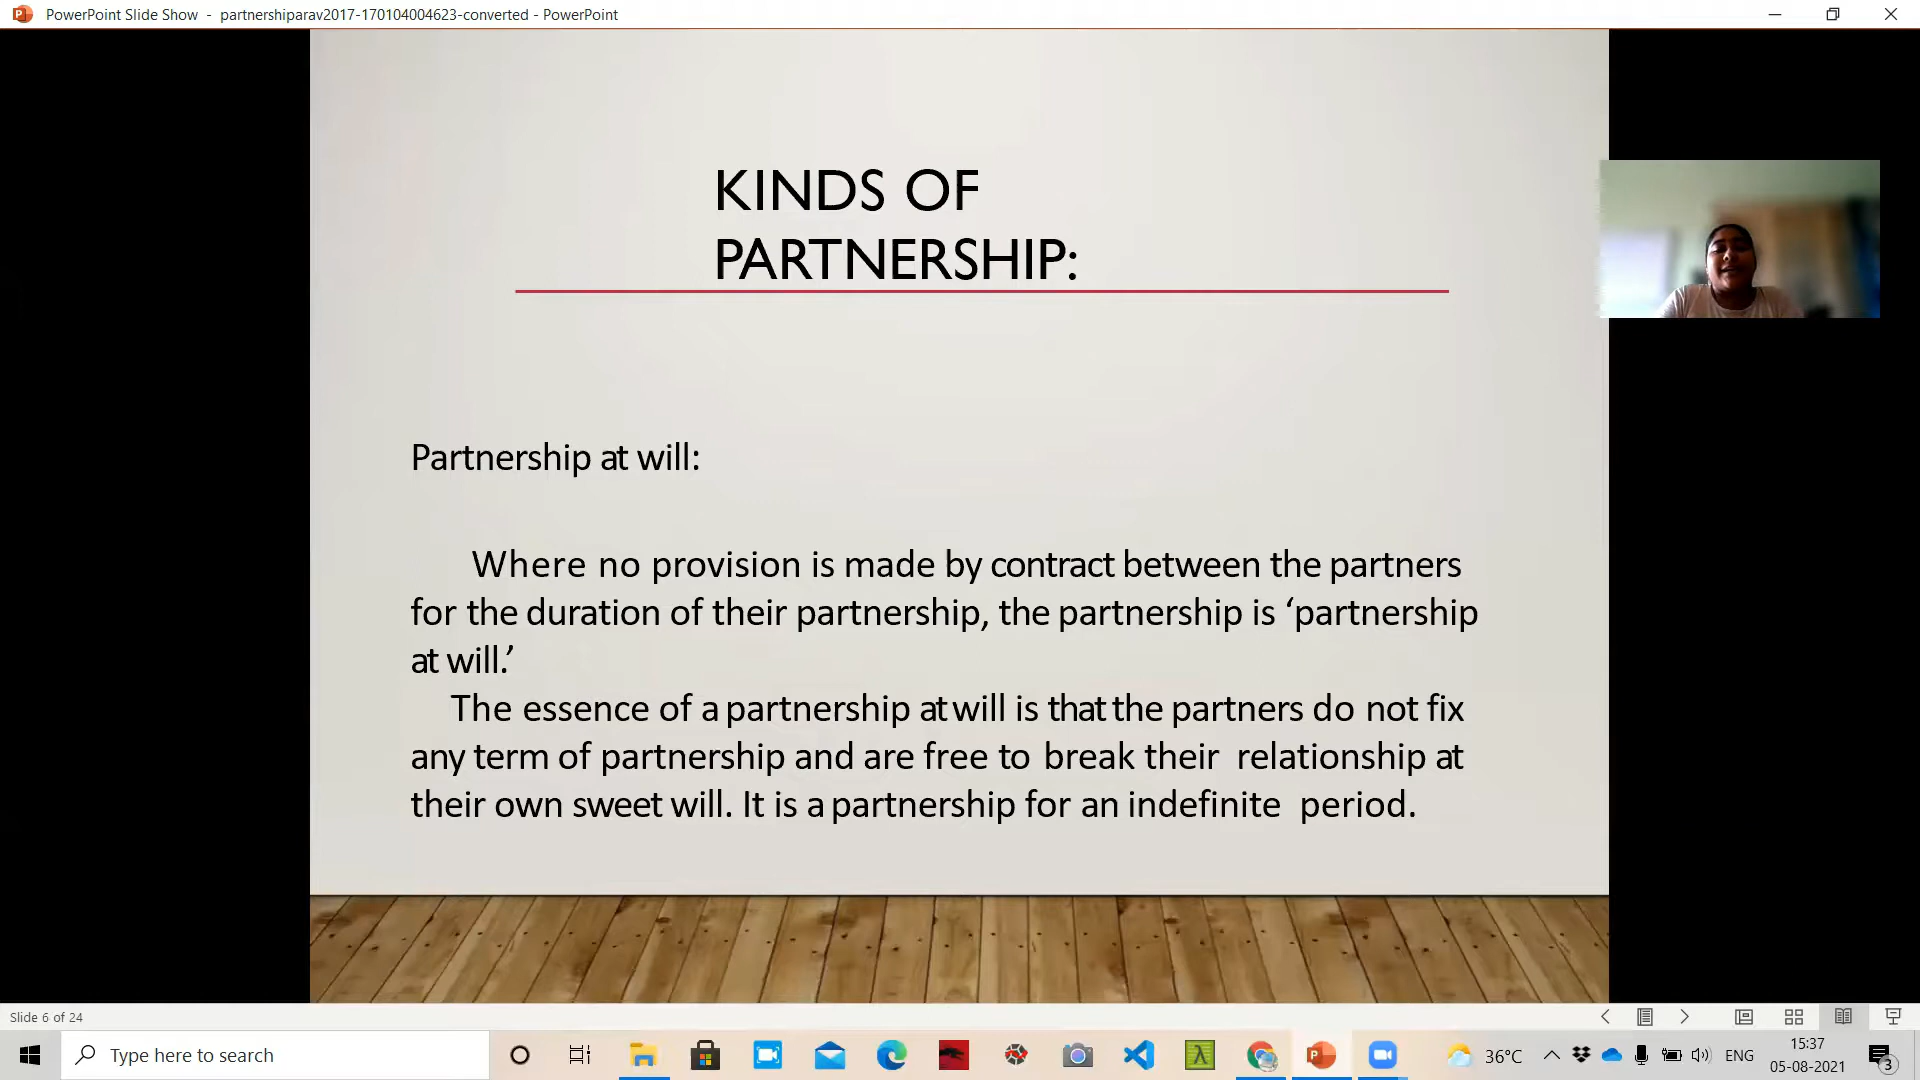 PowerPoint Slide Show - partnershiparav2017-170104004623-converted - PowerPoint
KINDS OF
PARTNERSHIP:
Partnership at will:
Where no provision is made by contract between the partners
for the duration of their partnership, the partnership is ‘partnership
at will.’
The essence of a partnership at will is that the partners do not fix
any term of partnership and are free to break their relationship at
their own sweet will. It is a partnership for an indefinite period.
Slide 6 of 24
Type here to search
36°C
ENG
15:37
05-08-2021
3